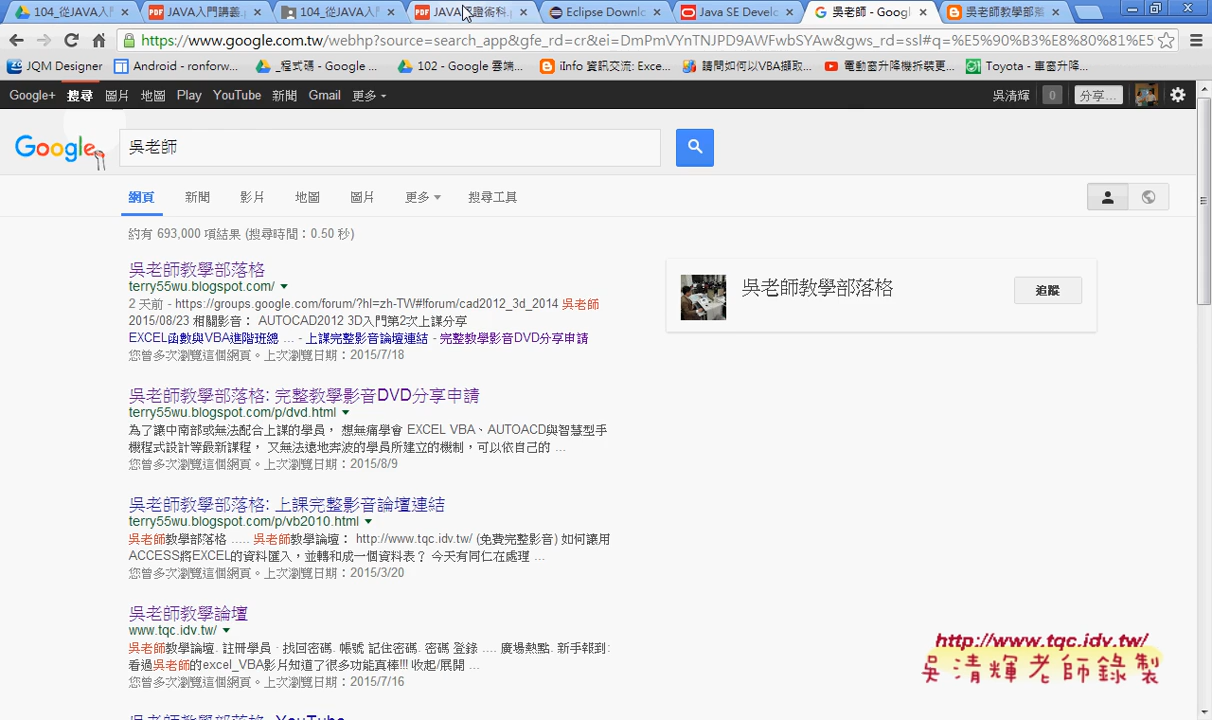 104_從JAVA入 JAVA入門講義. 104_從JAVA入門 JAVA 證術科. Eclipse Downlo Java SE Develo 吳老師 - Googl 吳老師教學部落
https://www.google.com.tw/webhp?source=search_app&gfe_rd=cr&ei=DmPmVYnTNJPD9AWFwbSYAw&gws_rd=ssl#q=%E5%90%B3%E8%80%81%E5
JQM Designer Android - ronforw... _程式碼 - Google ... 102 - Google 雲端... iInfo 資訊交流: Exce... 請問如何以VBA擷取... 電動窗升降機拆裝更... Toyota - 車窗升降...
Google+ 搜尋 圖片 地圖 Play YouTube 新聞 Gmail 更多 吳清輝 0 分享...
Google 吳老師
網頁 新聞 影片 地圖 圖片 更多 搜尋工具
約有 693,000 項結果 (搜尋時間：0.50 秒)
吳老師教學部落格
terry55wu.blogspot.com/
2 天前 - https://groups.google.com/forum/?hl=zh-TW#!forum/cad2012_3d_2014 吳老師
2015/08/23 相關影音： AUTOCAD2012 3D入門第2次上課分享
EXCEL函數與VBA進階班總 ... - 上課完整影音論壇連結 - 完整教學影音DVD分享申請
您曾多次瀏覽這個網頁。上次瀏覽日期：2015/7/18
吳老師教學部落格
追蹤
吳老師教學部落格: 完整教學影音DVD分享申請
terry55wu.blogspot.com/p/dvd.html
為了讓中南部或無法配合上課的學員， 想無痛學會 EXCEL VBA、AUTOACD與智慧型手
機程式設計等最新課程， 又無法遠地奔波的學員所建立的機制，可以依自己的 ...
您曾多次瀏覽這個網頁。上次瀏覽日期：2015/8/9
吳老師教學部落格: 上課完整影音論壇連結
terry55wu.blogspot.com/p/vb2010.html
吳老師教學部落格 ..... 吳老師教學論壇： http://www.tqc.idv.tw/ (免費完整影音) 如何讓用
ACCESS將EXCEL的資料匯入，並轉和成一個資料表？ 今天有同仁在處理 ...
您曾多次瀏覽這個網頁。上次瀏覽日期：2015/3/20
吳老師教學論壇
www.tqc.idv.tw/
吳老師教學論壇. 註冊學員 · 找回密碼. 帳號 記住密碼. 密碼 登錄 .... 廣場熱點. 新手報到:
看過吳老師的excel_VBA影片知道了很多功能真棒!!! 收起/展開 ...
您曾多次瀏覽這個網頁。上次瀏覽日期：2015/7/16
吳老師教學部落格 - YouTube
http://www.tqc.idv.tw/
吳清輝老師錄製